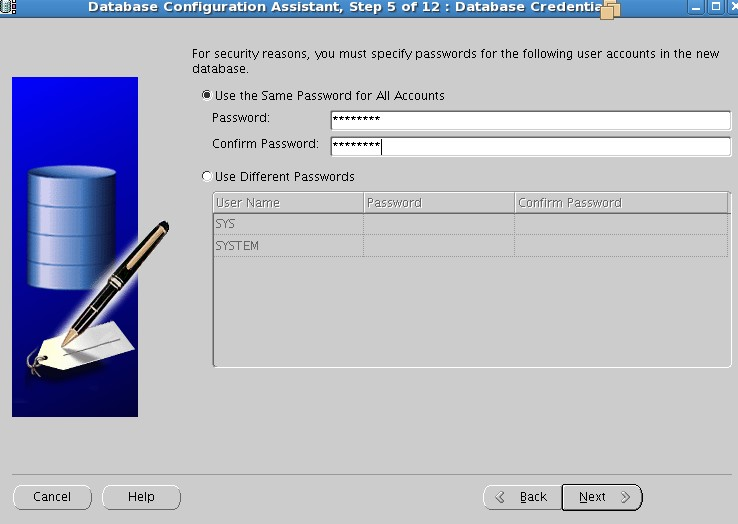 Database Configuration Assistant, Step 5 of 12 : Database Credentia
For security reasons, you must specify passwords for the following user accounts in the new
database.
Use the Same Password for All Accounts
Password: ********
Confirm Password: ********
Use Different Passwords
User Name Password Confirm Password
SYS
SYSTEM
Cancel Help Back Next